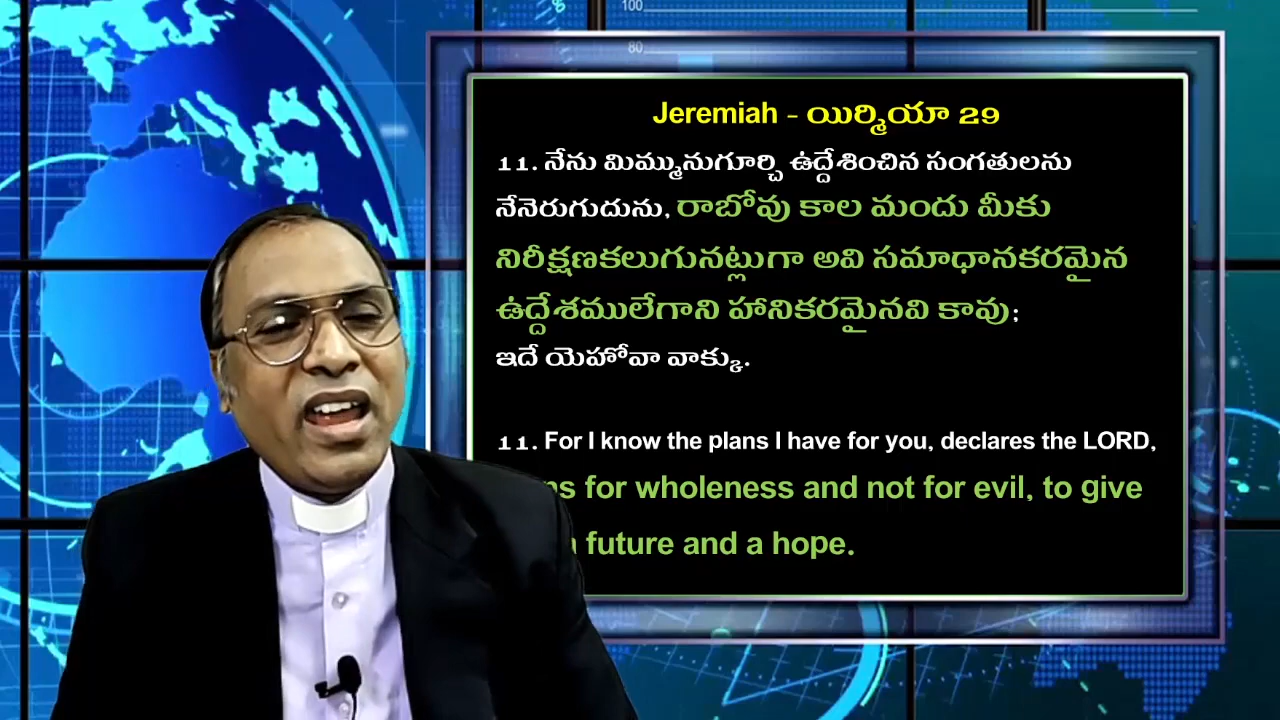 100
80
Jeremiah - యిర్మియా 29
11. నేను మిమ్మునుగూర్చి ఉద్దేశించిన సంగతులను
నేనెరుగుదును, రాబోవు కాల మందు మీకు
నిరీక్షణకలుగునట్లుగా అవి సమాధానకరమైన
ఉద్దేశములేగాని హానికరమైనవి కావు;
ఇదే యెహోవా వాక్కు.
11. For I know the plans I have for you, declares the LORD,
for wholeness and not for evil, to give
future and a hope.